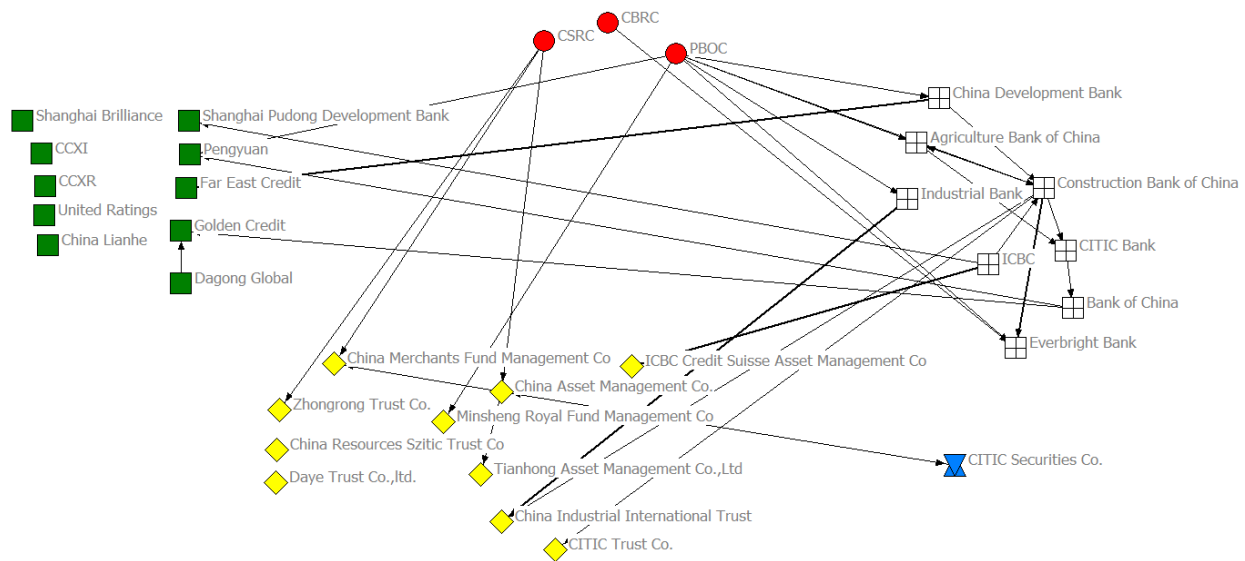 CBRC
CSRC
PBOC
China Development Bank
Shanghai Brilliance
Shanghai Pudong Development Bank
Agriculture Bank of China
CCXI
Pengyuan
CCXR
Far East Credit
Industrial Bank
Construction Bank of China
United Ratings
Golden Credit
China Lianhe
CITIC Bank
ICBC
Dagong Global
Bank of China
Everbright Bank
China Merchants Fund Management Co
ICBC Credit Suisse Asset Management Co
China Asset Management Co.
Zhongrong Trust Co.
Minsheng Royal Fund Management Co
China Resources Szitic Trust Co
CITIC Securities Co.
Daye Trust Co.,ltd.
Tianhong Asset Management Co.,Ltd
China Industrial International Trust
CITIC Trust Co.